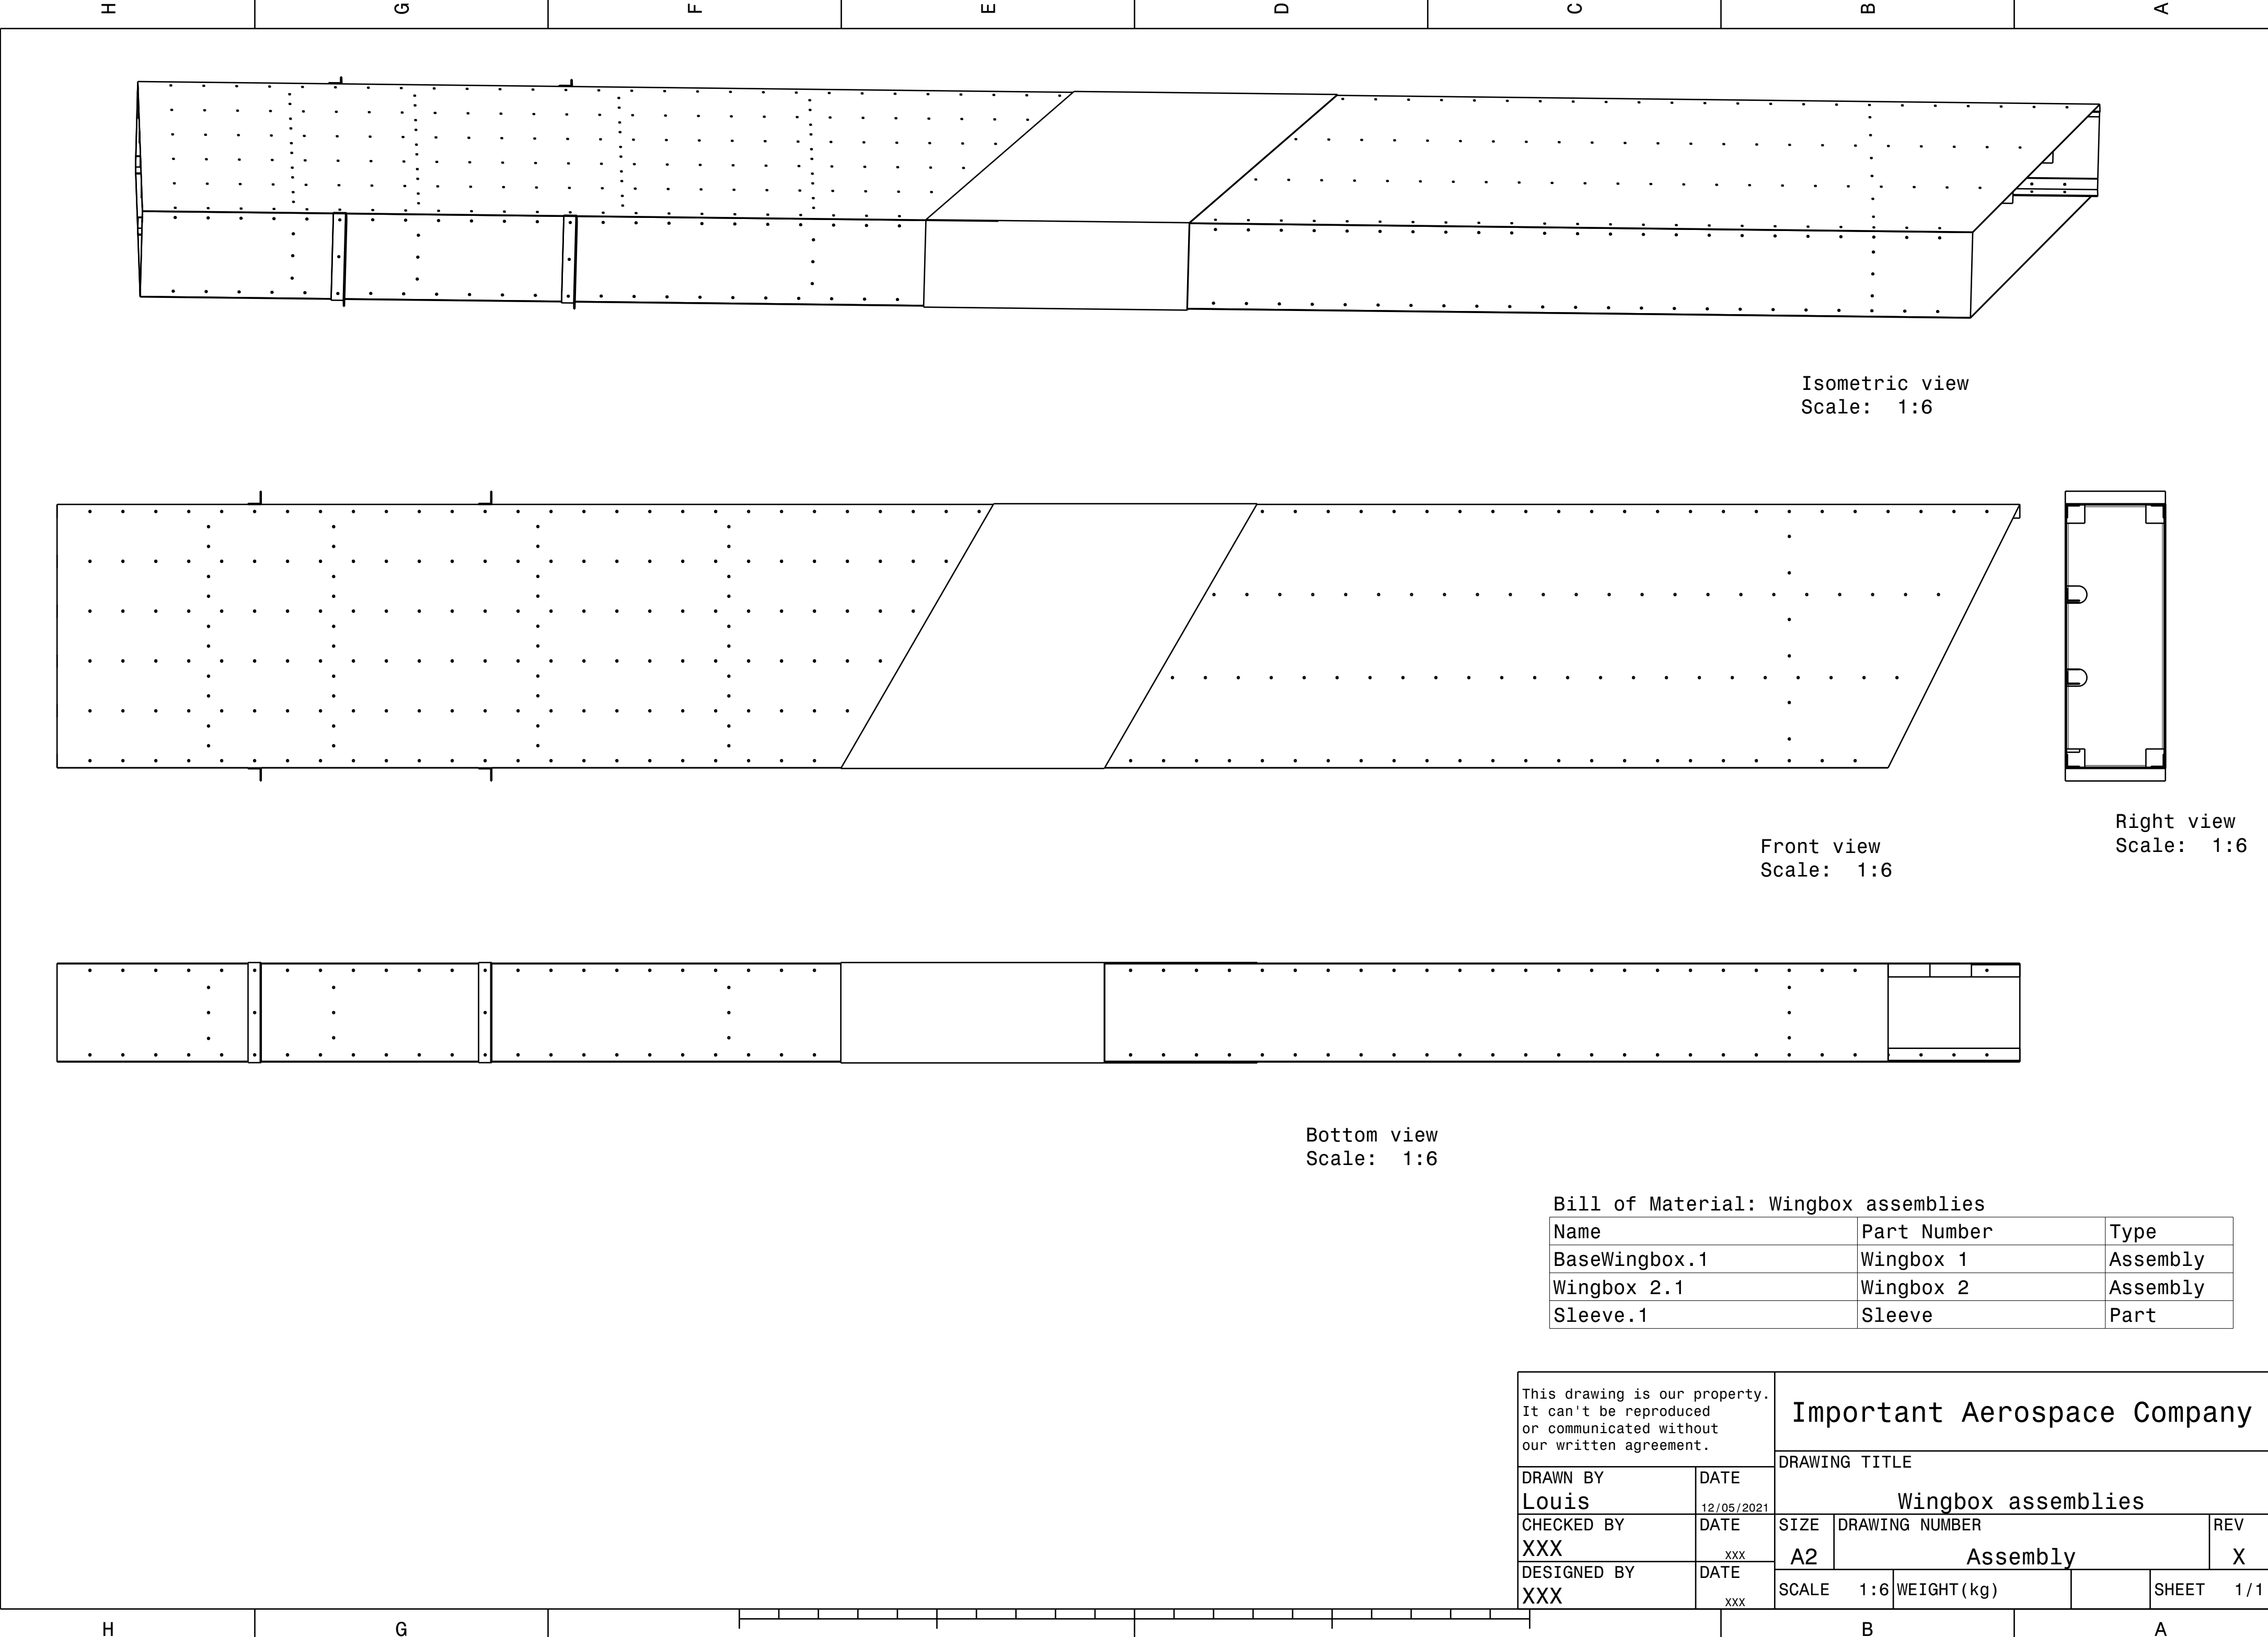 H G F E D C B A
Isometric view
Scale: 1:6
Right view
Scale: 1:6
Front view
Scale: 1:6
Bottom view
Scale: 1:6
Bill of Material: Wingbox assemblies
Name Part Number Type
BaseWingbox.1 Wingbox 1 Assembly
Wingbox 2.1 Wingbox 2 Assembly
Sleeve.1 Sleeve Part
This drawing is our property.
It can't be reproduced
or communicated without
our written agreement.
Important Aerospace Company
DRAWING TITLE
Wingbox assemblies
DRAWN BY DATE
Louis 12/05/2021
CHECKED BY DATE
XXX XXX
DESIGNED BY DATE
XXX XXX
SIZE DRAWING NUMBER REV
A2 Assembly X
SCALE 1:6 WEIGHT(kg) SHEET 1/1
H G B A